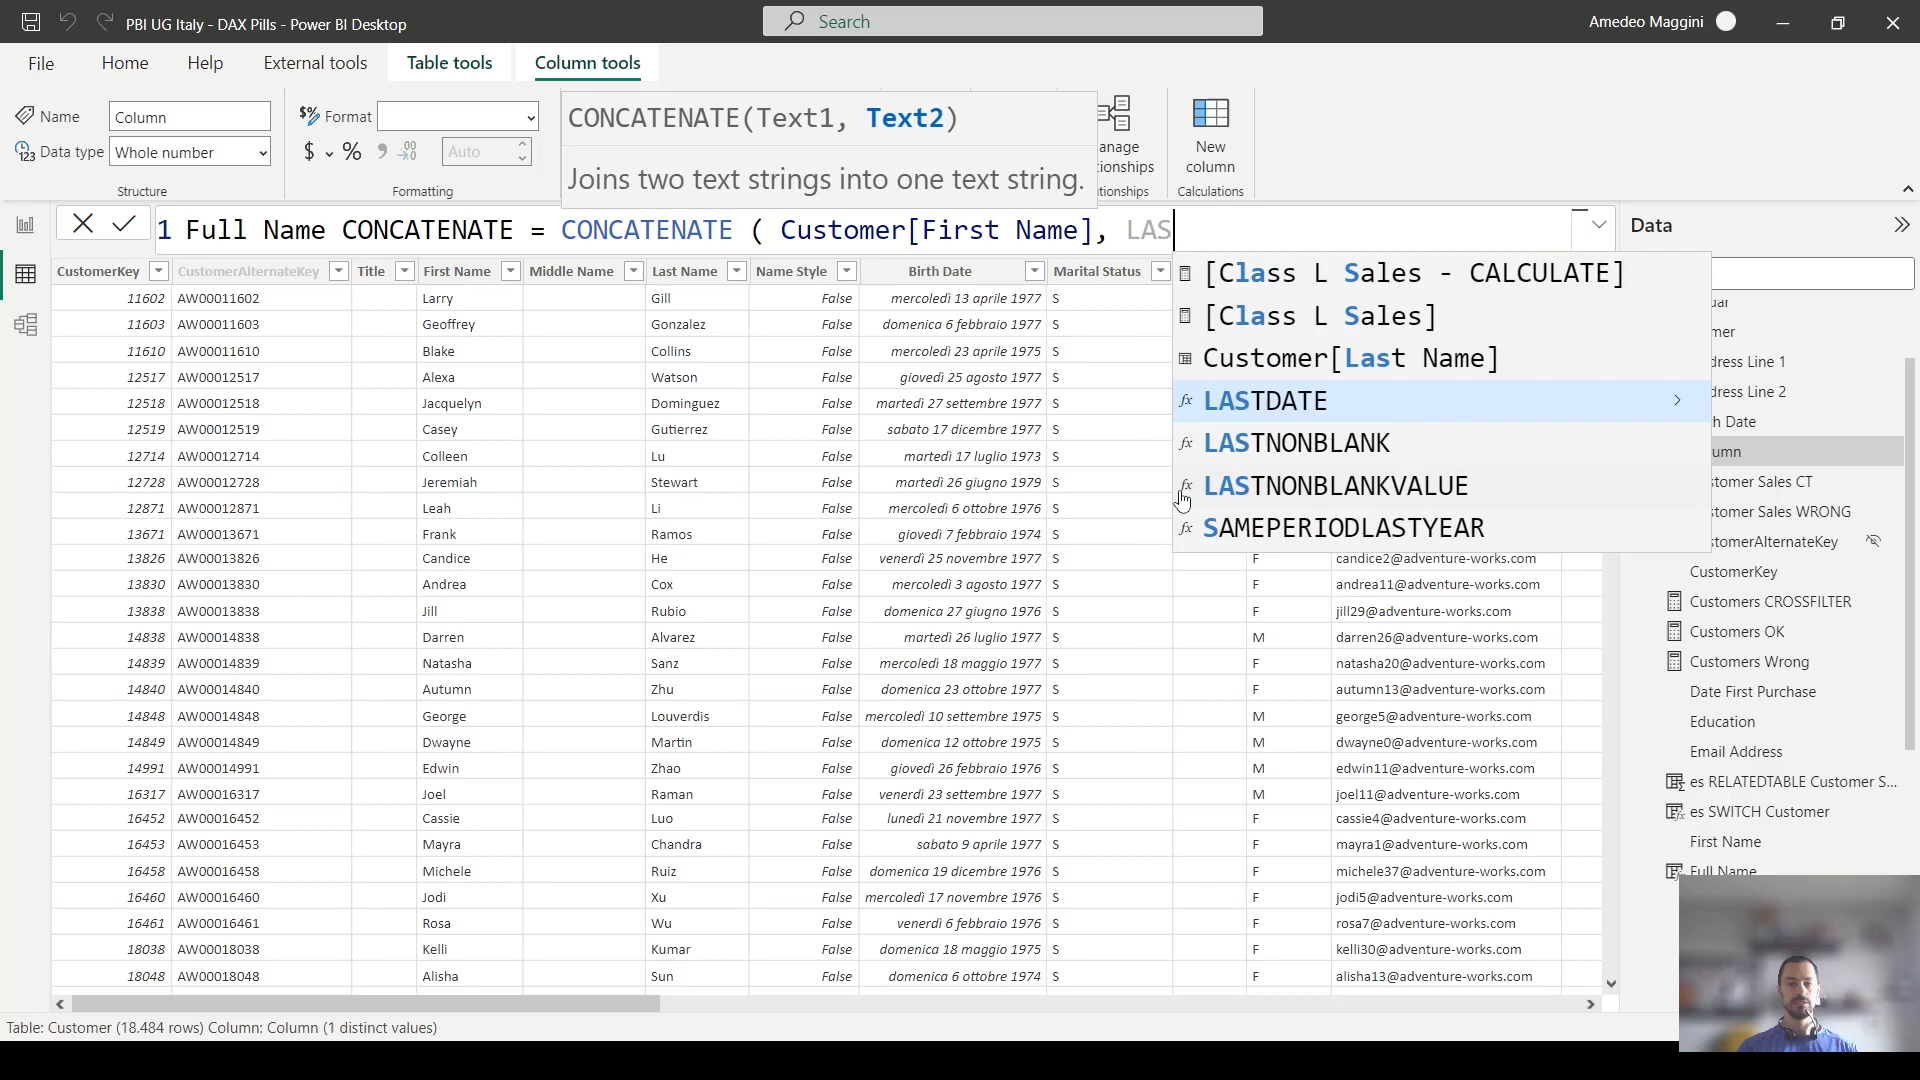 PBI UG Italy - DAX Pills - Power BI Desktop
Search
Amedeo Maggini
File Home Help External tools Table tools Column tools
Name Column
Data type Whole number
Structure
$% Format
$ % Auto
Formatting
CONCATENATE(Text1, Text2)
Joins two text strings into one text string.
anage
ionships
tionships
New
column
Calculations
1 Full Name CONCATENATE = CONCATENATE ( Customer[First Name], LAS
[Class L Sales - CALCULATE]
[Class L Sales]
Customer[Last Name]
LASTDATE
LASTNONBLANK
LASTNONBLANKVALUE
SAMEPERIODLASTYEAR
CustomerKey CustomerAlternateKey Title First Name Middle Name Last Name Name Style Birth Date Marital Status
11602 AW00011602 Larry Gill False mercoledì 13 aprile 1977 S
11603 AW00011603 Geoffrey Gonzalez False domenica 6 febbraio 1977 S
11610 AW00011610 Blake Collins False mercoledì 23 aprile 1975 S
12517 AW00012517 Alexa Watson False giovedì 25 agosto 1977 S
12518 AW00012518 Jacquelyn Dominguez False martedì 27 settembre 1977 S
12519 AW00012519 Casey Gutierrez False sabato 17 dicembre 1977 S
12714 AW00012714 Colleen Lu False martedì 17 luglio 1973 S
12728 AW00012728 Jeremiah Stewart False martedì 26 giugno 1979 S
12871 AW00012871 Leah Li False mercoledì 6 ottobre 1976 S
13671 AW00013671 Frank Ramos False giovedì 7 febbraio 1974 S
13826 AW00013826 Candice He False venerdì 25 novembre 1977 S F candice2@adventure-works.com
13830 AW00013830 Andrea Cox False mercoledì 3 agosto 1977 S F andrea11@adventure-works.com
13838 AW00013838 Jill Rubio False domenica 27 giugno 1976 S F jill29@adventure-works.com
14838 AW00014838 Darren Alvarez False martedì 26 luglio 1977 S M darren26@adventure-works.com
14839 AW00014839 Natasha Sanz False mercoledì 18 maggio 1977 S F natasha20@adventure-works.com
14840 AW00014840 Autumn Zhu False domenica 23 ottobre 1977 S F autumn13@adventure-works.com
14848 AW00014848 George Louverdis False mercoledì 10 settembre 1975 S M george5@adventure-works.com
14849 AW00014849 Dwayne Martin False domenica 12 ottobre 1975 S M dwayne0@adventure-works.com
14991 AW00014991 Edwin Zhao False giovedì 26 febbraio 1976 S M edwin11@adventure-works.com
16317 AW00016317 Joel Raman False venerdì 23 settembre 1977 S M joel11@adventure-works.com
16452 AW00016452 Cassie Luo False lunedì 21 novembre 1977 S F cassie4@adventure-works.com
16453 AW00016453 Mayra Chandra False sabato 9 aprile 1977 S F mayra1@adventure-works.com
16458 AW00016458 Michele Ruiz False domenica 19 dicembre 1976 S F michele37@adventure-works.com
16460 AW00016460 Jodi Xu False mercoledì 17 novembre 1976 S F jodi5@adventure-works.com
16461 AW00016461 Rosa Wu False venerdì 6 febbraio 1976 S F rosa7@adventure-works.com
18038 AW00018038 Kelli Kumar False domenica 18 maggio 1975 S F kelli30@adventure-works.com
18048 AW00018048 Alisha Sun False domenica 6 ottobre 1974 S F alisha13@adventure-works.com
Data
mer
dress Line 1
dress Line 2
h Date
umn
stomer Sales CT
stomer Sales WRONG
stomerAlternateKey
CustomerKey
Customers CROSSFILTER
Customers OK
Customers Wrong
Date First Purchase
Education
Email Address
es RELATEDTABLE Customer S...
es SWITCH Customer
First Name
Full Name
Table: Customer (18.484 rows) Column: Column (1 distinct values)